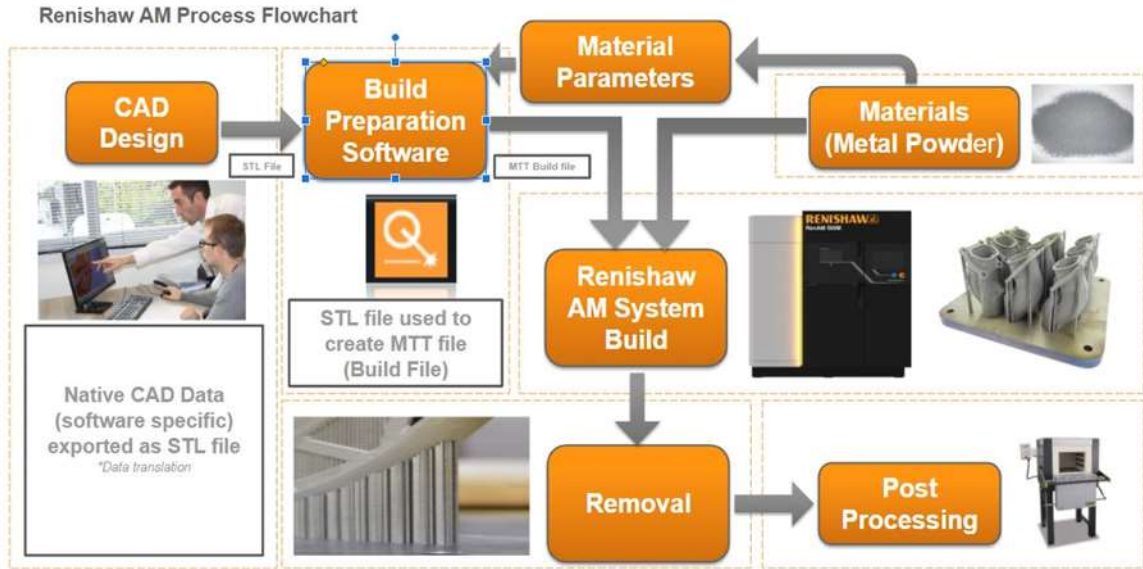 Renishaw AM Process Flowchart
CAD
Design
STL File
Build
Preparation
Software
MTT Build file
Material
Parameters
Materials
(Metal Powder)
STL file used to
create MTT file
(Build File)
Native CAD Data
(software specific)
exported as STL file
*Data translation
Renishaw
AM System
Build
RENISHAW
Removal
Post
Processing